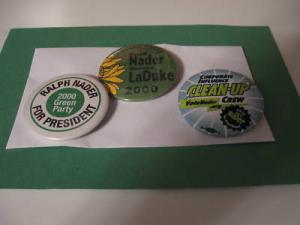 RALPH NADER
2000
Green
Party
FOR PRESIDENT
Nader
LaDuke
2000
CORPORATE
INFLUENCE
CLEAN-UP
VoteNader
CREW